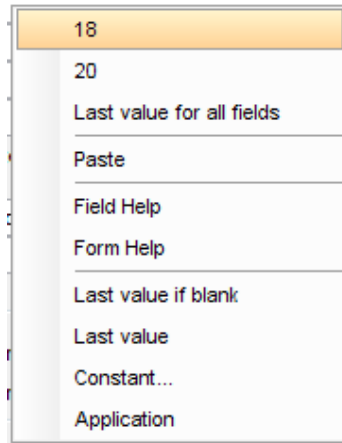 18
20
Last value for all fields
Paste
Field Help
Form Help
Last value if blank
Last value
Constant...
Application